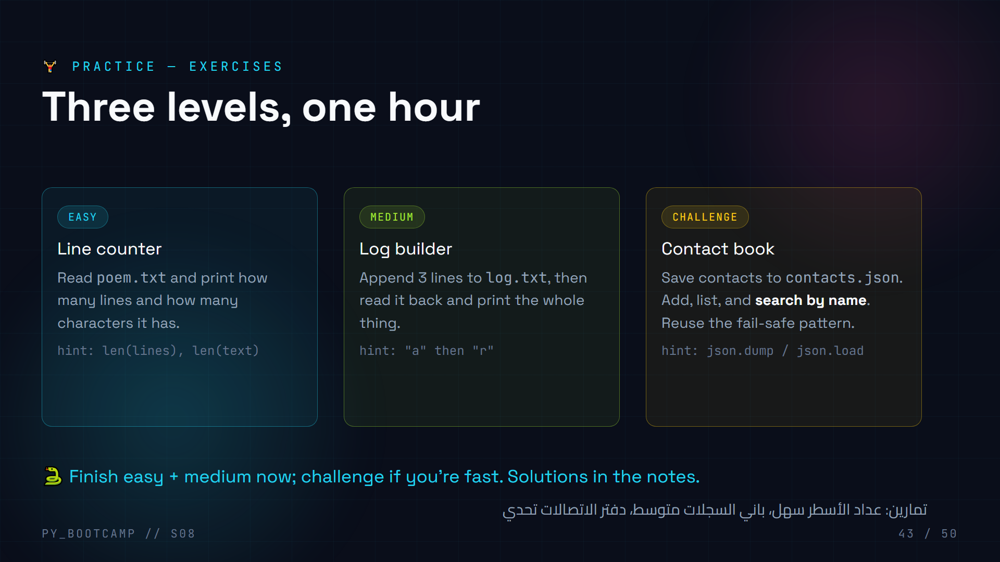 PRACTICE — EXERCISES
Three levels, one hour
EASY
Line counter
Read poem.txt and print how
many lines and how many
characters it has.
hint: len(lines), len(text)
MEDIUM
Log builder
Append 3 lines to log.txt, then
read it back and print the whole
thing.
hint: "a" then "r"
CHALLENGE
Contact book
Save contacts to contacts.json.
Add, list, and search by name.
Reuse the fail-safe pattern.
hint: json.dump / json.load
Finish easy + medium now; challenge if you’re fast. Solutions in the notes.
تمارين: عداد الأسطر سهل، باني السجلات متوسط، دفتر الاتصالات تحدي
PY_BOOTCAMP // S08
43 / 50